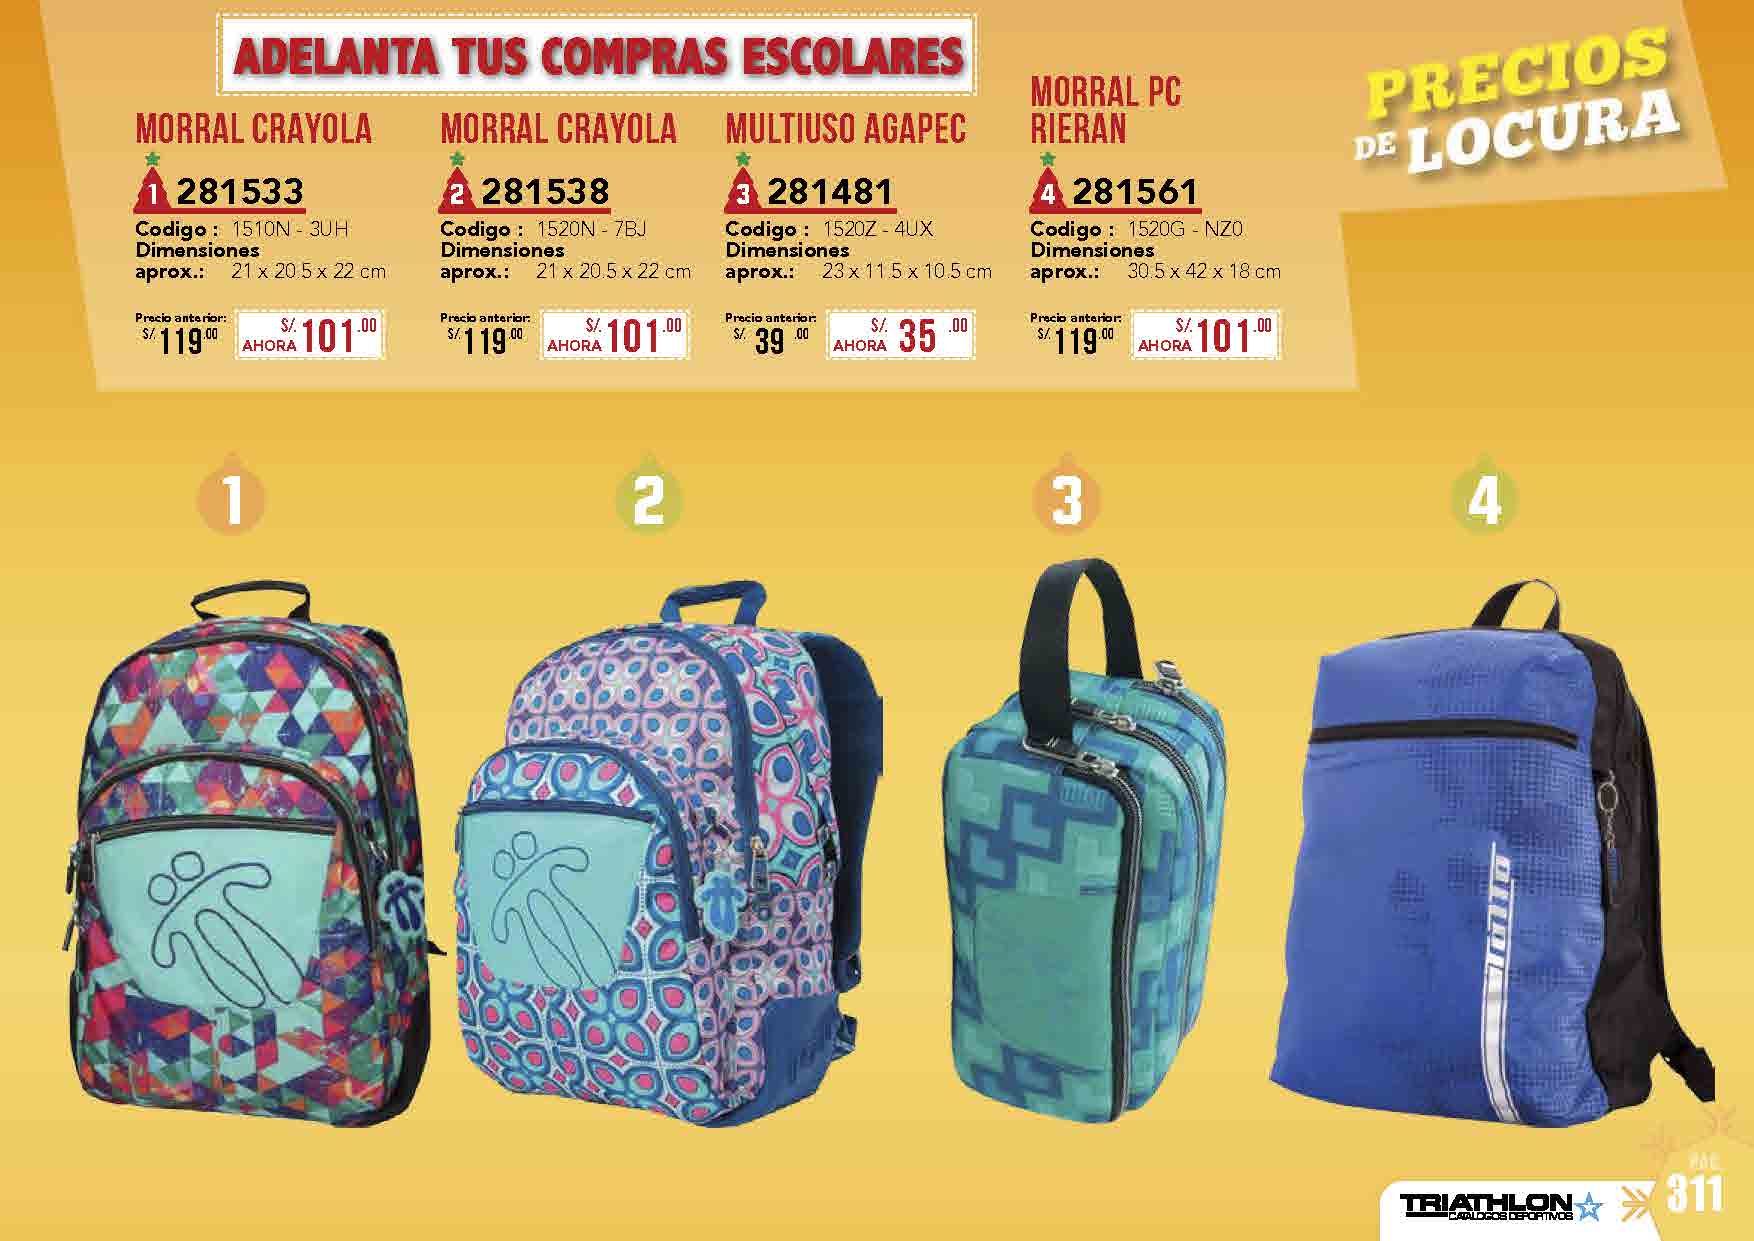 ADELANTA TUS COMPRAS ESCOLARES
PRECIOS
DE LOCURA
MORRAL CRAYOLA
1 281533
Codigo : 1510N - 3UH
Dimensiones
aprox.: 21 x 20.5 x 22 cm
Precio anterior:
S/. 119.00
S/.
AHORA 101.00
MORRAL CRAYOLA
2 281538
Codigo : 1520N - 7BJ
Dimensiones
aprox.: 21 x 20.5 x 22 cm
Precio anterior:
S/. 119.00
S/.
AHORA 101.00
MULTIUSO AGAPEC
3 281481
Codigo : 1520Z - 4UX
Dimensiones
aprox.: 23 x 11.5 x 10.5 cm
Precio anterior:
S/. 39.00
S/.
AHORA 35.00
MORRAL PC
RIERAN
4 281561
Codigo : 1520G - NZ0
Dimensiones
aprox.: 30.5 x 42 x 18 cm
Precio anterior:
S/. 119.00
S/.
AHORA 101.00
1
2
3
4
TRIATHLON
CATALOGOS DEPORTIVOS
PAG.
311